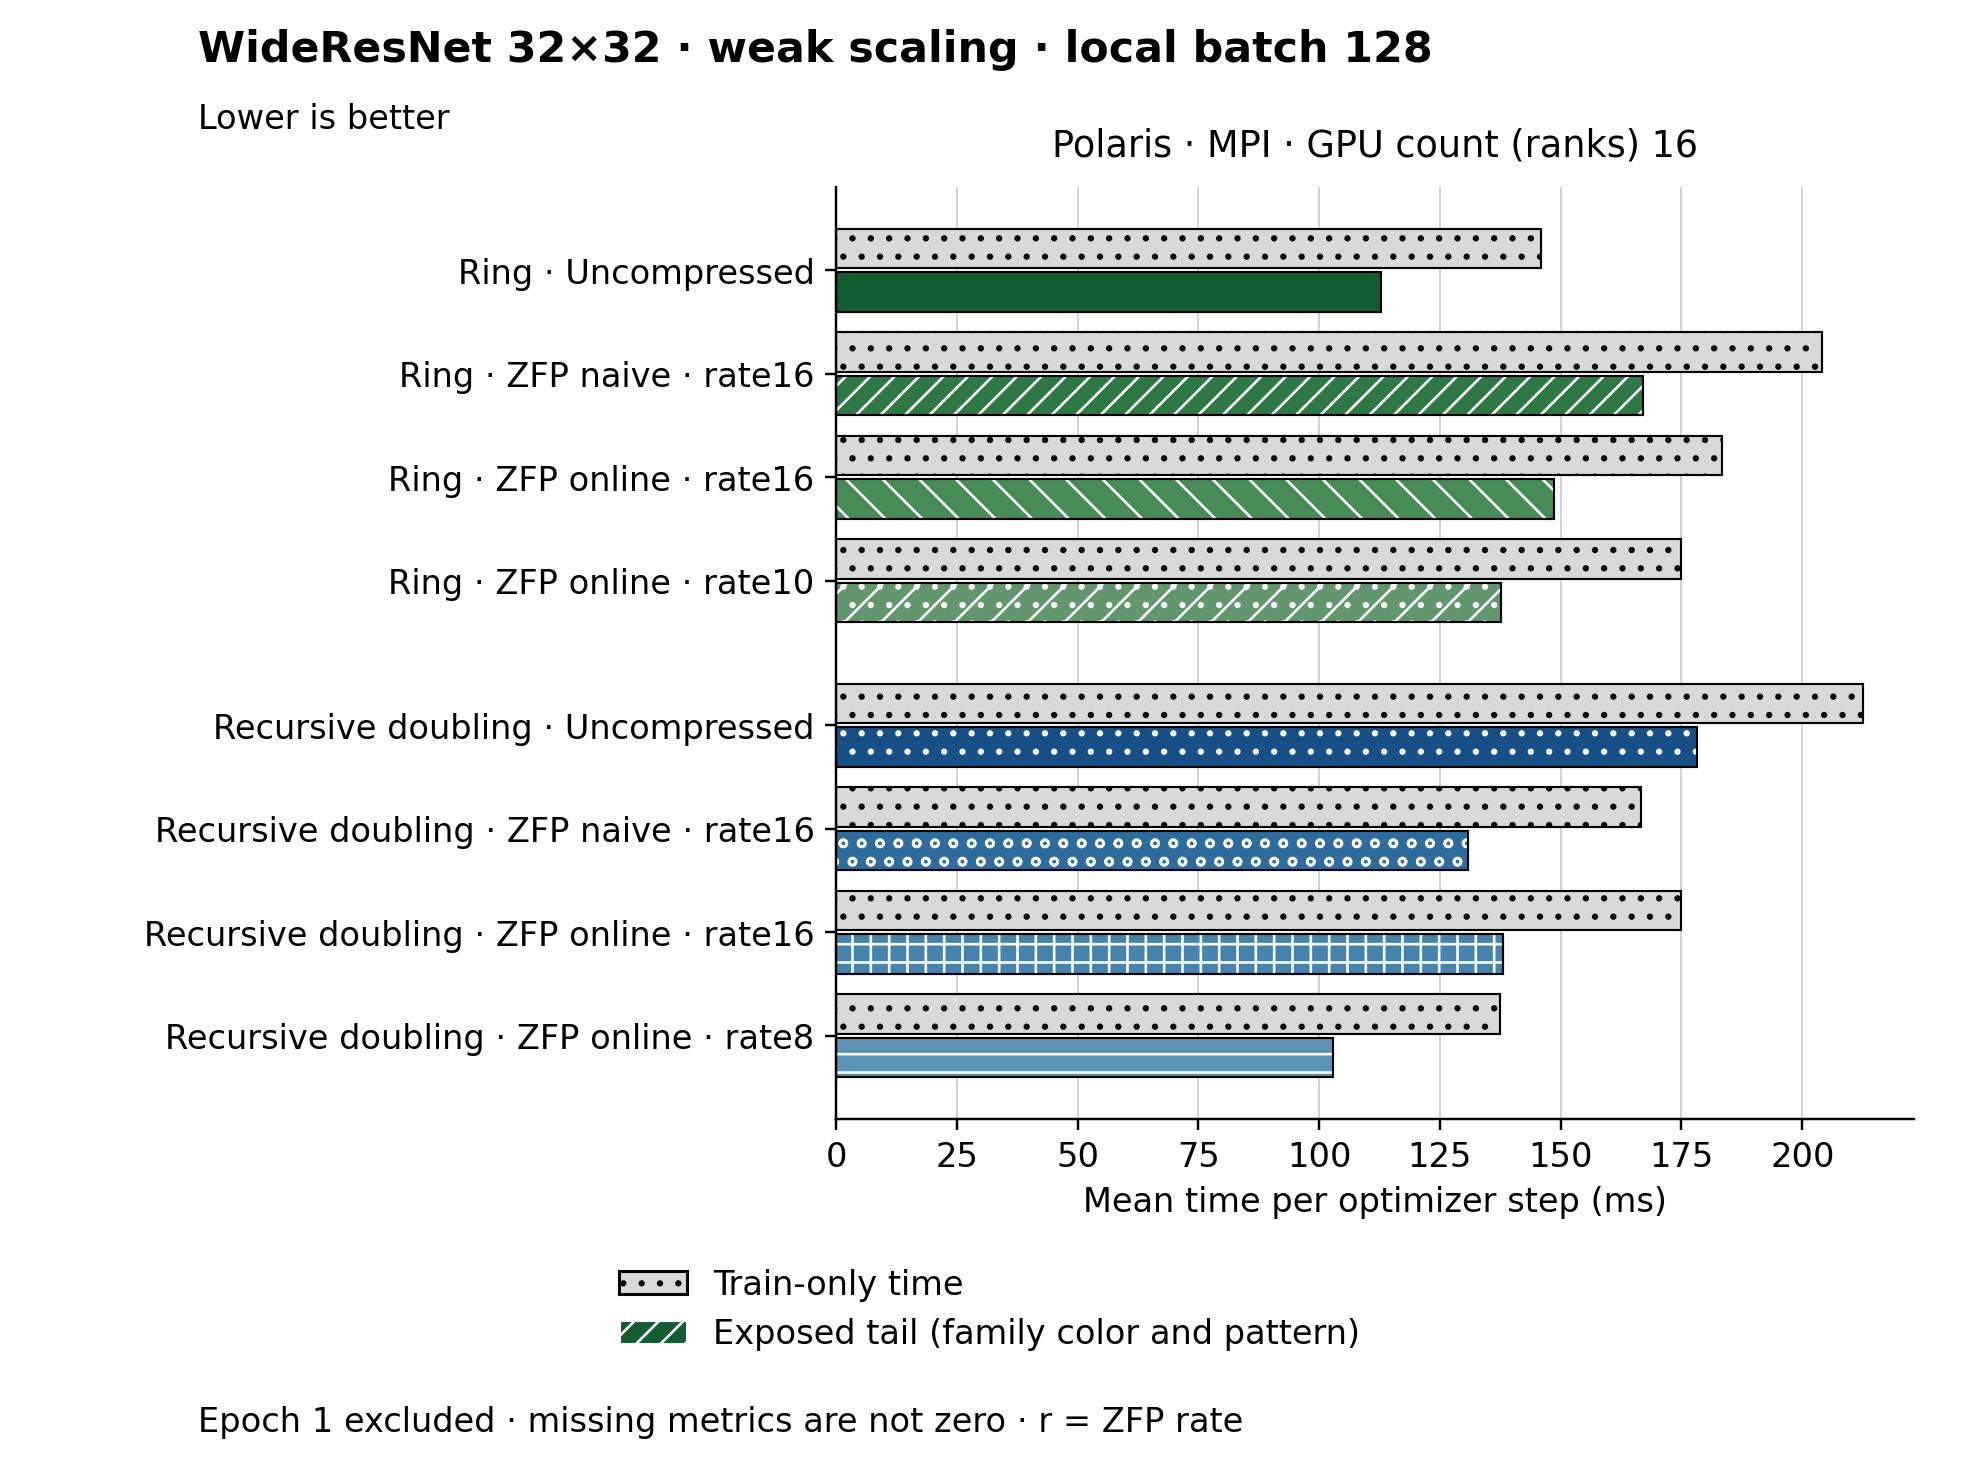 WideResNet 32×32 · weak scaling · local batch 128
Lower is better
Polaris · MPI · GPU count (ranks) 16
Ring · Uncompressed
Ring · ZFP naive · rate16
Ring · ZFP online · rate16
Ring · ZFP online · rate10
Recursive doubling · Uncompressed
Recursive doubling · ZFP naive · rate16
Recursive doubling · ZFP online · rate16
Recursive doubling · ZFP online · rate8
0 25 50 75 100 125 150 175 200
Mean time per optimizer step (ms)
Train-only time
Exposed tail (family color and pattern)
Epoch 1 excluded · missing metrics are not zero · r = ZFP rate